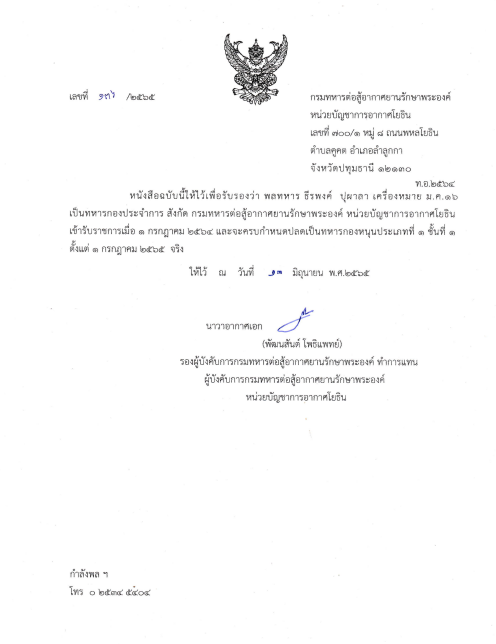 เลขที่ /๒๕๖๕
กรมทหารต่อสู้อากาศยานรักษาพระองค์
หน่วยบัญชาการอากาศโยธิน
เลขที่ ๗๐๐/๑ หมู่ ๘ ถนนพหลโยธิน
ตำบลคูคต อำเภอลำลูกกา
จังหวัดปทุมธานี ๑๒๑๓๐
ท.อ.๒๕๖๔
หนังสือฉบับนี้ให้ไว้เพื่อรับรองว่า พลทหาร ธีรพงค์ ปุผาลา เครื่องหมาย ม.ค.๑๖
เป็นทหารกองประจำการ สังกัด กรมทหารต่อสู้อากาศยานรักษาพระองค์ หน่วยบัญชาการอากาศโยธิน
เข้ารับราชการเมื่อ ๑ กรกฎาคม ๒๕๖๔ และจะครบกำหนดปลดเป็นทหารกองหนุนประเภทที่ ๑ ชั้นที่ ๑
ตั้งแต่ ๑ กรกฎาคม ๒๕๖๕ จริง
ให้ไว้ ณ วันที่ ๑๓ มิถุนายน พ.ศ.๒๕๖๕
นาวาอากาศเอก
(พัฒนสันต์ โพธิแพทย์)
รองผู้บังคับการกรมทหารต่อสู้อากาศยานรักษาพระองค์ ทำการแทน
ผู้บังคับการกรมทหารต่อสู้อากาศยานรักษาพระองค์
หน่วยบัญชาการอากาศโยธิน
กำลังพล ฯ
โทร ๐ ๒๕๓๔ ๕๔๐๔